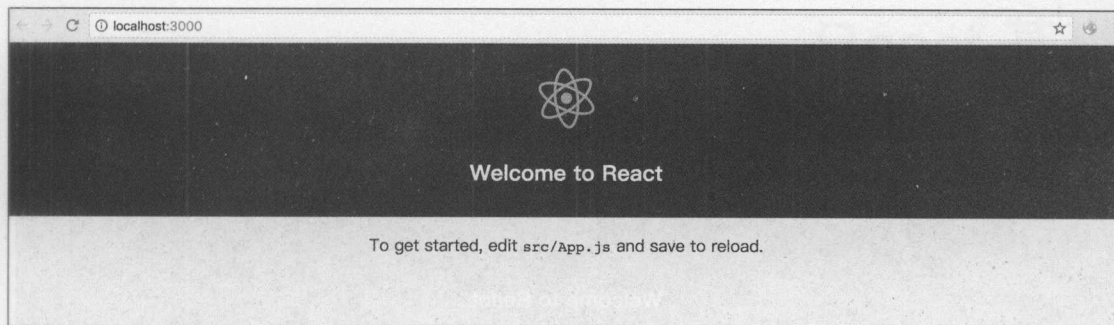 localhost:3000
Welcome to React
To get started, edit src/App.js and save to reload.